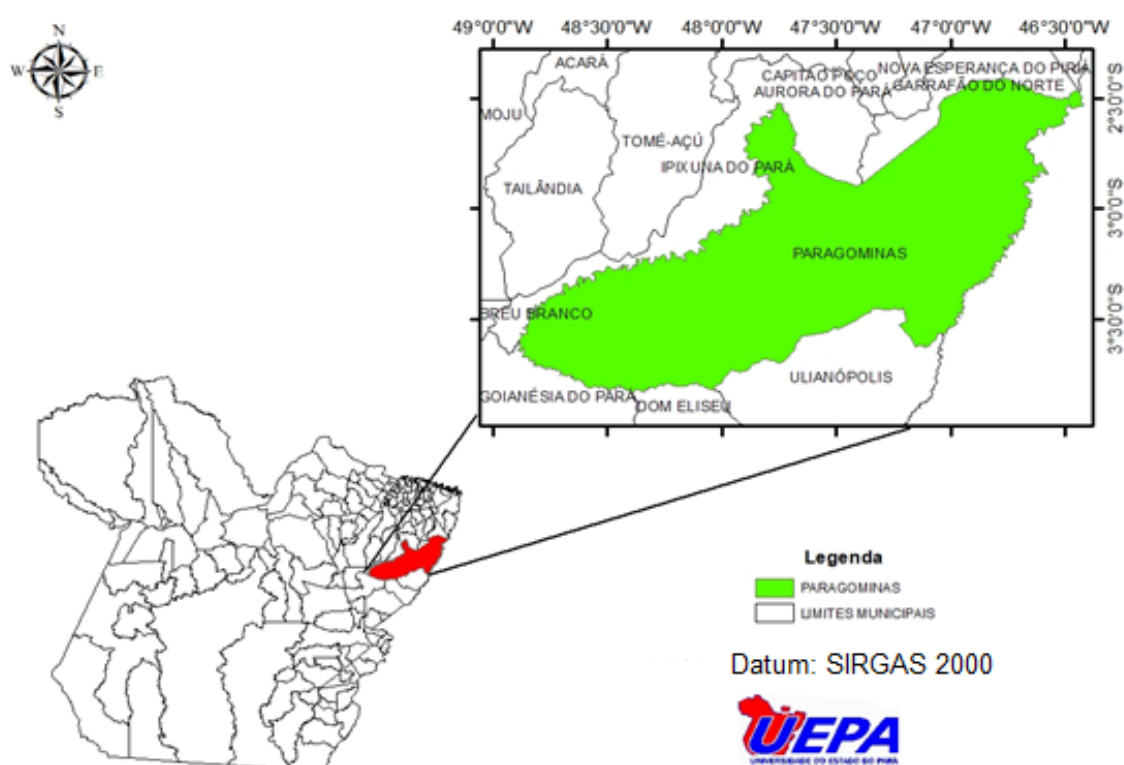 N
W E
S
49°0'0"W 48°30'0"W 48°0'0"W 47°30'0"W 47°0'0"W 46°30'0"W
2°30'0"S
3°0'0"S
3°30'0"S
ACARÁ
CAPITÃO POÇO
NOVA ESPERANÇA DO PIRIÁ
AURORA DO PARÁ
GARRAFÃO DO NORTE
MOJU
TOMÉ-AÇÚ
IPIXUNA DO PARÁ
TAILÂNDIA
PARAGOMINAS
BREU BRANCO
ULIANÓPOLIS
GOIANÉSIA DO PARÁ
DOM ELISEU
Legenda
PARAGOMINAS
LIMITES MUNICIPAIS
Datum: SIRGAS 2000
UEPA
UNIVERSIDADE DO ESTADO DO PARÁ